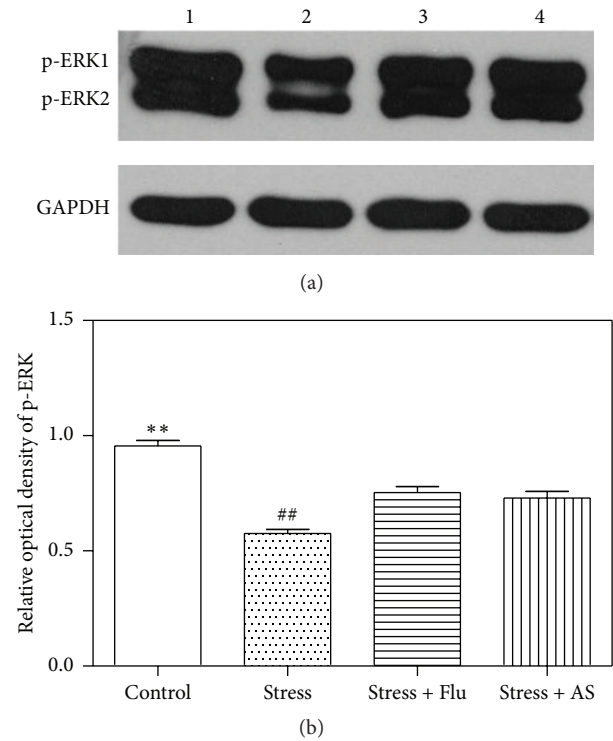 1 2 3 4
p-ERK1
p-ERK2
GAPDH
(a)
Relative optical density of p-ERK
1.5
1.0
0.5
0.0
**
##
Control Stress Stress + Flu Stress + AS
(b)